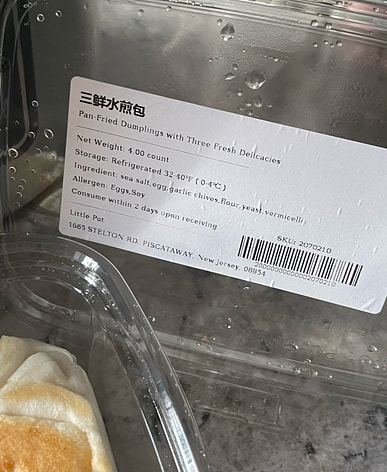 三鲜水煎包
Pan-Fried Dumplings with Three Fresh Delicacies
Net Weight: 4.00 count
Storage: Refrigerated 32-40℉ ( 0-4℃ )
Ingredient: sea salt,egg,garlic chives,flour,yeast,vermicelli
Allergen: Eggs,Soy
Consume within 2 days upon receiving
Little Pot
1665 STELTON RD, PISCATAWAY, New Jersey, 08854
SKU: 2070210